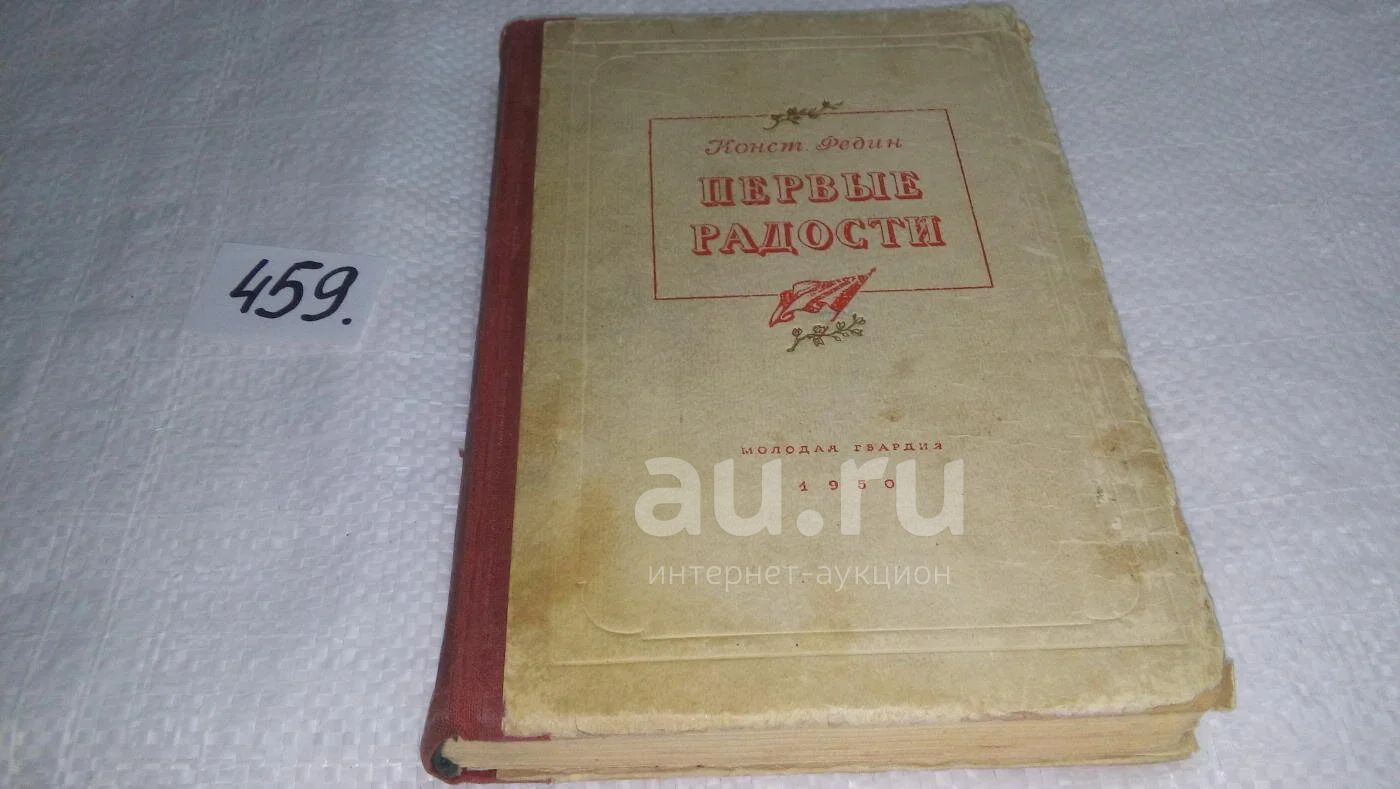 459.
Конст. Федин
ПЕРВЫЕ
РАДОСТИ
МОЛОДАЯ ГВАРДИЯ
1950
au.ru
интернет-аукцион